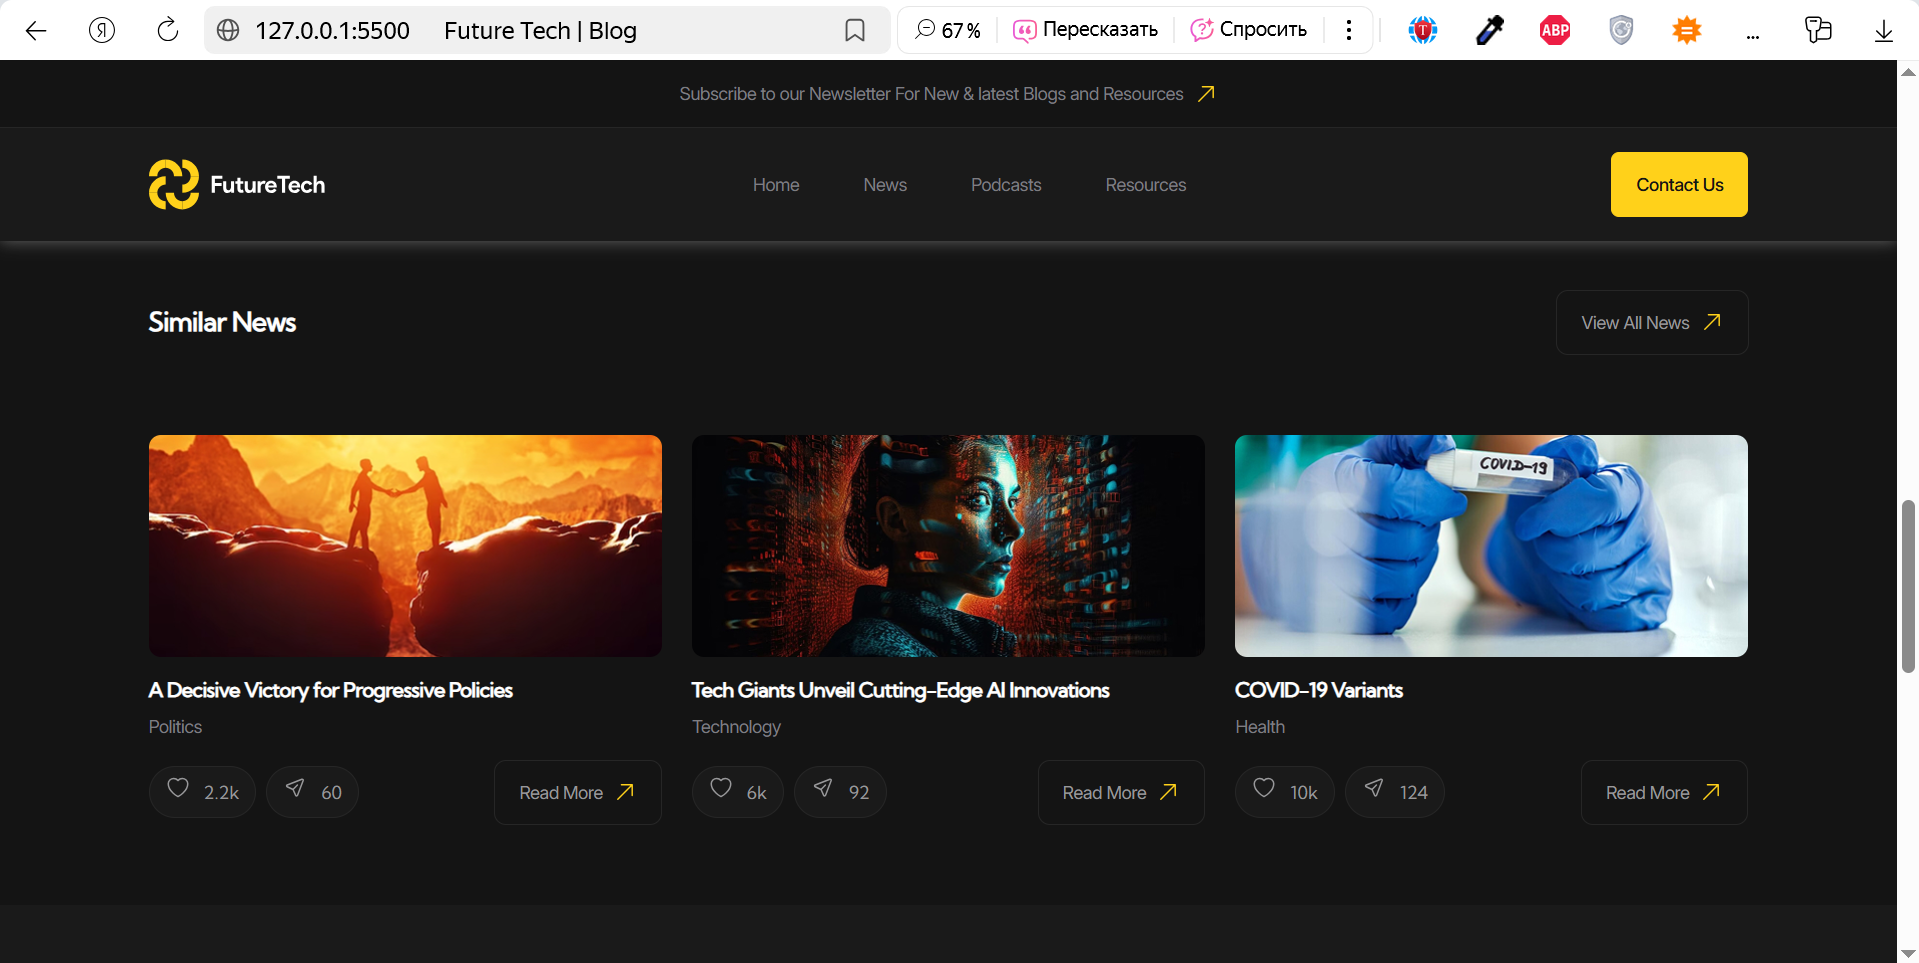 127.0.0.1:5500 Future Tech | Blog 67 % Пересказать Спросить T ABP ...
Subscribe to our Newsletter For New & latest Blogs and Resources
FutureTech Home News Podcasts Resources Contact Us
Similar News View All News
COVID-19
A Decisive Victory for Progressive Policies
Politics
2.2k 60 Read More
Tech Giants Unveil Cutting-Edge AI Innovations
Technology
6k 92 Read More
COVID-19 Variants
Health
10k 124 Read More